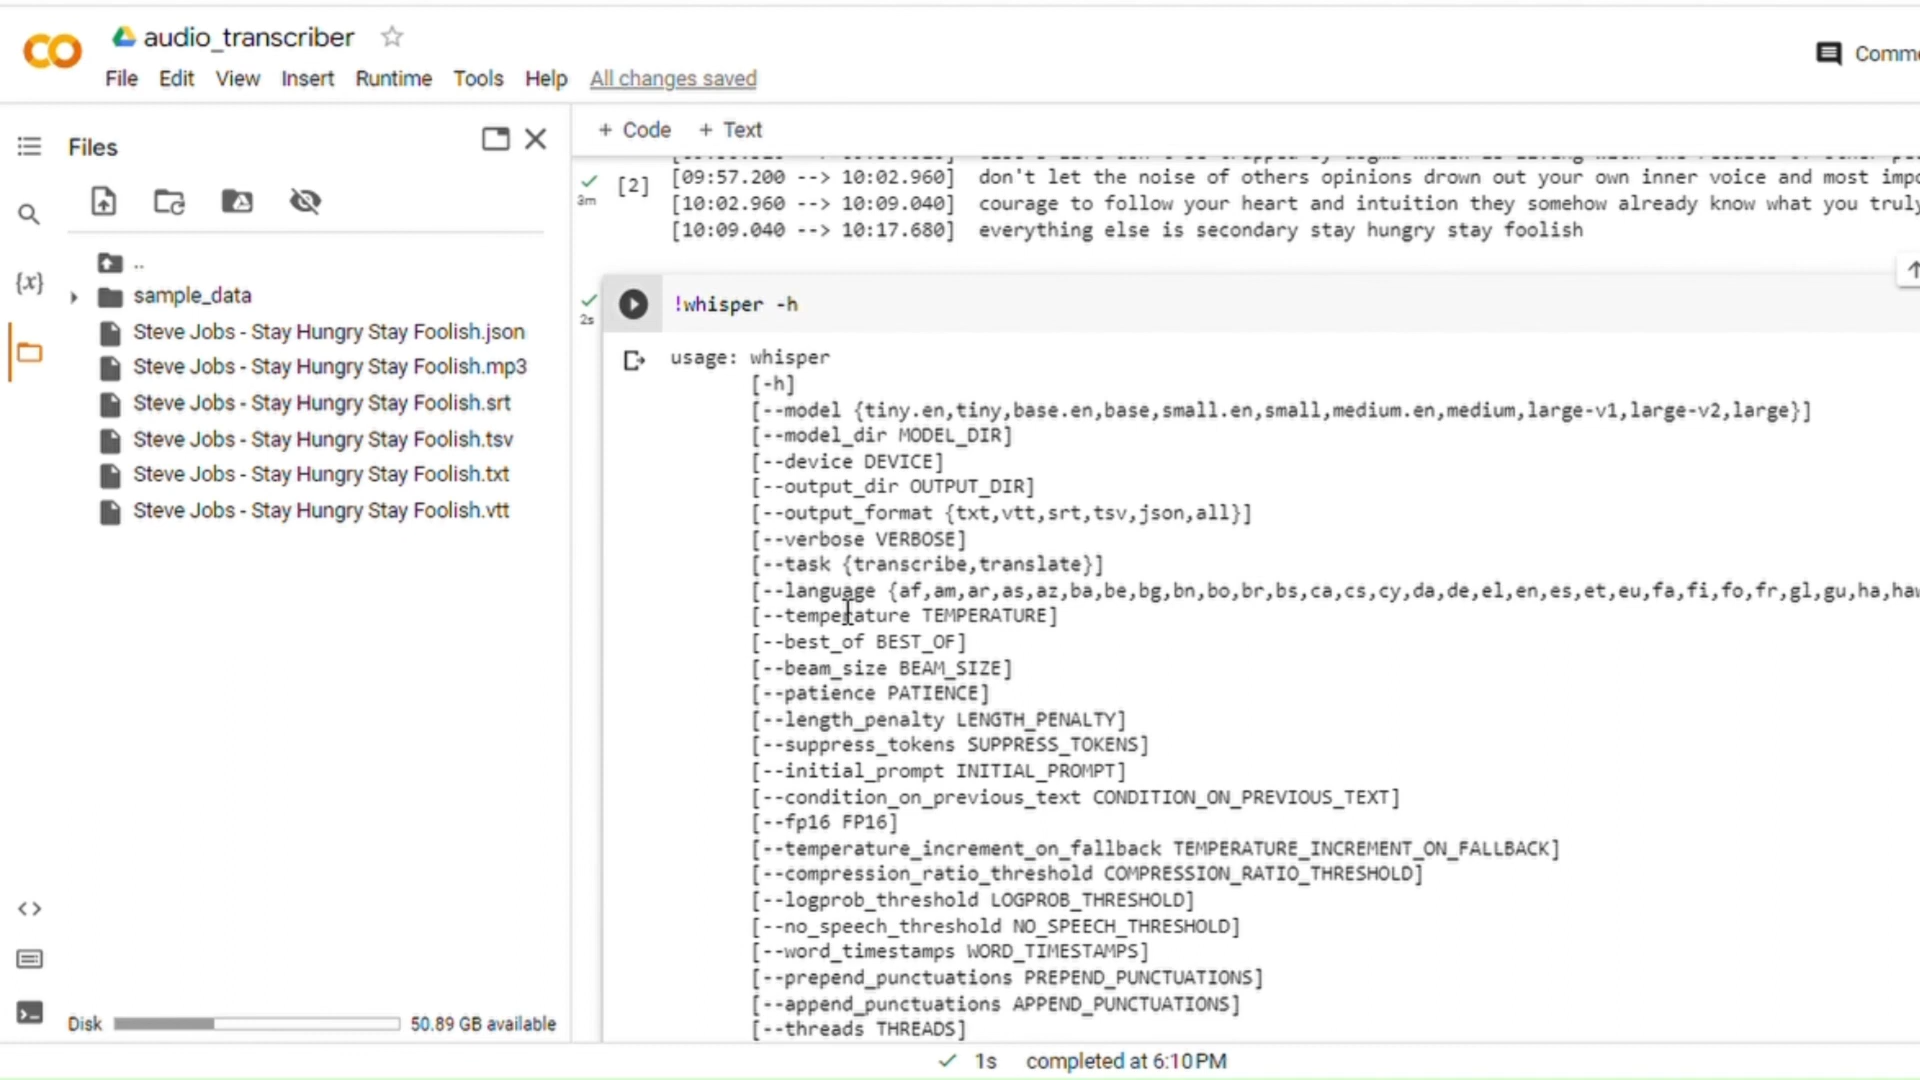 audio_transcriber
File Edit View Insert Runtime Tools Help All changes saved
Comme
Files
+ Code + Text
..
sample_data
Steve Jobs - Stay Hungry Stay Foolish.json
Steve Jobs - Stay Hungry Stay Foolish.mp3
Steve Jobs - Stay Hungry Stay Foolish.srt
Steve Jobs - Stay Hungry Stay Foolish.tsv
Steve Jobs - Stay Hungry Stay Foolish.txt
Steve Jobs - Stay Hungry Stay Foolish.vtt
Disk 50.89 GB available
3m [2]
[09:57.200 --> 10:02.960] don't let the noise of others opinions drown out your own inner voice and most impo
[10:02.960 --> 10:09.040] courage to follow your heart and intuition they somehow already know what you truly
[10:09.040 --> 10:17.680] everything else is secondary stay hungry stay foolish
2s
!whisper -h
usage: whisper
[-h]
[--model {tiny.en,tiny,base.en,base,small.en,small,medium.en,medium,large-v1,large-v2,large}]
[--model_dir MODEL_DIR]
[--device DEVICE]
[--output_dir OUTPUT_DIR]
[--output_format {txt,vtt,srt,tsv,json,all}]
[--verbose VERBOSE]
[--task {transcribe,translate}]
[--language {af,am,ar,as,az,ba,be,bg,bn,bo,br,bs,ca,cs,cy,da,de,el,en,es,et,eu,fa,fi,fo,fr,gl,gu,ha,haw
[--temperature TEMPERATURE]
[--best_of BEST_OF]
[--beam_size BEAM_SIZE]
[--patience PATIENCE]
[--length_penalty LENGTH_PENALTY]
[--suppress_tokens SUPPRESS_TOKENS]
[--initial_prompt INITIAL_PROMPT]
[--condition_on_previous_text CONDITION_ON_PREVIOUS_TEXT]
[--fp16 FP16]
[--temperature_increment_on_fallback TEMPERATURE_INCREMENT_ON_FALLBACK]
[--compression_ratio_threshold COMPRESSION_RATIO_THRESHOLD]
[--logprob_threshold LOGPROB_THRESHOLD]
[--no_speech_threshold NO_SPEECH_THRESHOLD]
[--word_timestamps WORD_TIMESTAMPS]
[--prepend_punctuations PREPEND_PUNCTUATIONS]
[--append_punctuations APPEND_PUNCTUATIONS]
[--threads THREADS]
1s completed at 6:10 PM